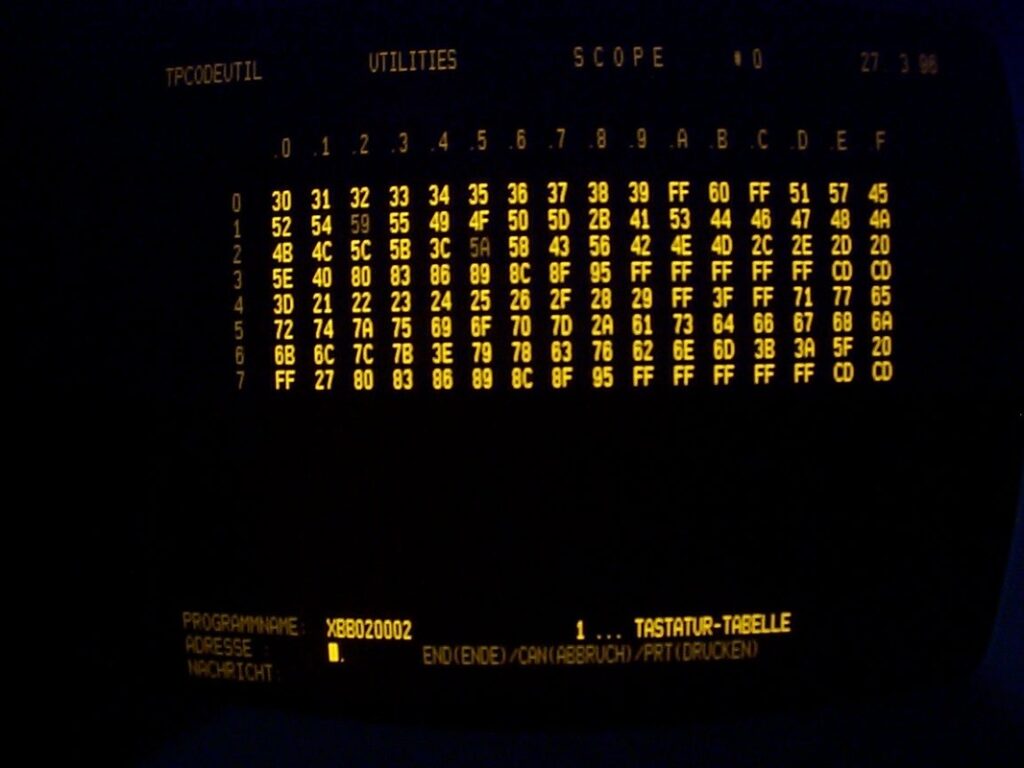 TPCODEUTIL UTILITIES S C O P E # 0 27. 3.
.0 .1 .2 .3 .4 .5 .6 .7 .8 .9 .A .B .C .D .E .F
0 30 31 32 33 34 35 36 37 38 39 FF 60 FF 51 57 45
1 52 54 59 55 49 4F 50 5D 2B 41 53 44 46 47 48 4A
2 4B 4C 5C 5B 3C 5A 58 43 56 42 4E 4D 2C 2E 2D 20
3 5E 40 80 83 86 89 8C 8F 95 FF FF FF FF FF CD CD
4 3D 21 22 23 24 25 26 2F 28 29 FF 3F FF 71 77 65
5 72 74 7A 75 69 6F 70 7D 2A 61 73 64 66 67 68 6A
6 6B 6C 7C 7B 3E 79 78 63 76 62 6E 6D 3B 3A 5F 20
7 FF 27 80 83 86 89 8C 8F 95 FF FF FF FF FF CD CD
PROGRAMMNAME: XBB020002 1 ... TASTATUR-TABELLE
ADRESSE : . END(ENDE)/CAN(ABBRUCH)/PRT(DRUCKEN)
NACHRICHT: